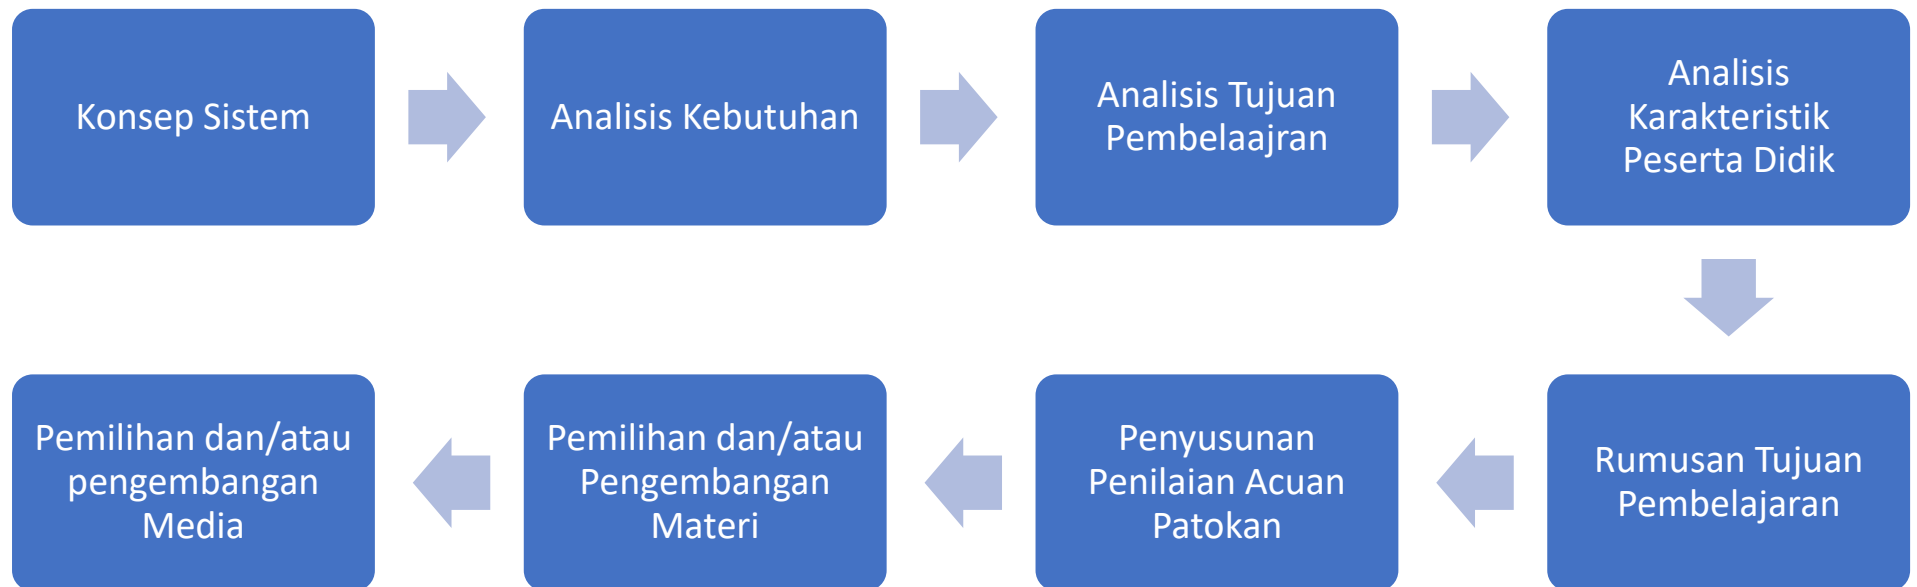 Konsep Sistem
Analisis Kebutuhan
Analisis Tujuan
Pembelaajran
Analisis
Karakteristik
Peserta Didik
Rumusan Tujuan
Pembelajaran
Penyusunan
Penilaian Acuan
Patokan
Pemilihan dan/atau
Pengembangan
Materi
Pemilihan dan/atau
pengembangan
Media